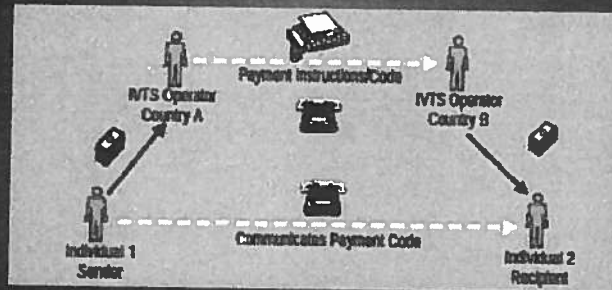 Payment Instructions/Code
IVTS Operator
Country A
IVTS Operator
Country B
Communicates Payment Code
Individual 1
Sender
Individual 2
Recipient